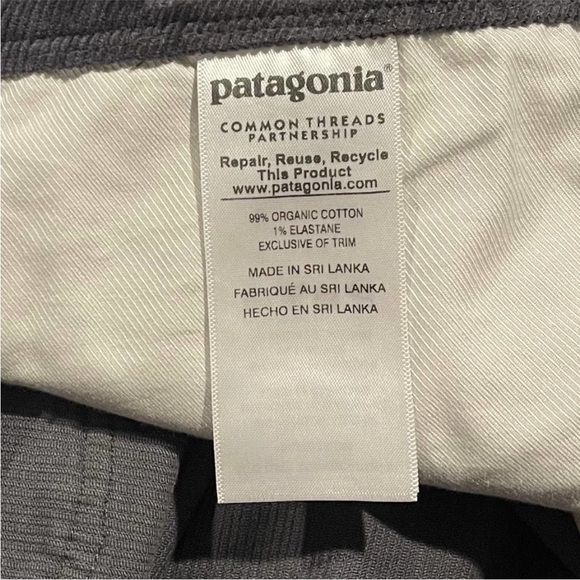 patagonia®
COMMON THREADS
PARTNERSHIP
Repair, Reuse, Recycle
This Product
www.patagonia.com
99% ORGANIC COTTON
1% ELASTANE
EXCLUSIVE OF TRIM
MADE IN SRI LANKA
FABRIQUÉ AU SRI LANKA
HECHO EN SRI LANKA